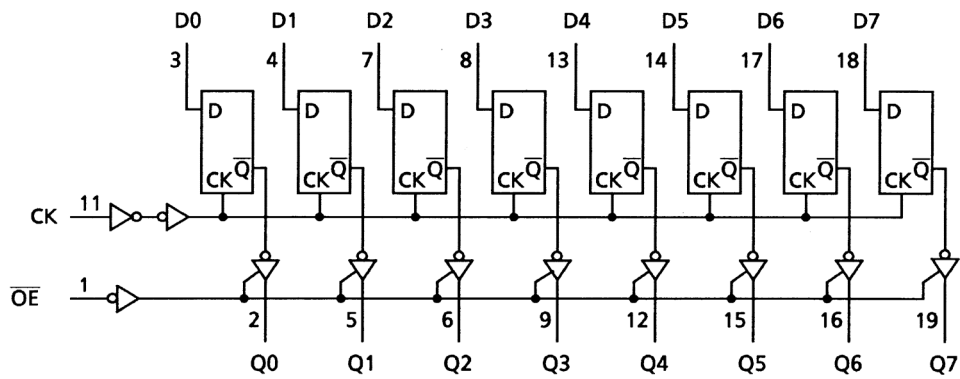 D0 D1 D2 D3 D4 D5 D6 D7
3 4 7 8 13 14 17 18
D D D D D D D D
Q̅ Q̅ Q̅ Q̅ Q̅ Q̅ Q̅ Q̅
CK CK CK CK CK CK CK CK
CK 11
O̅E̅ 1
2 5 6 9 12 15 16 19
Q0 Q1 Q2 Q3 Q4 Q5 Q6 Q7